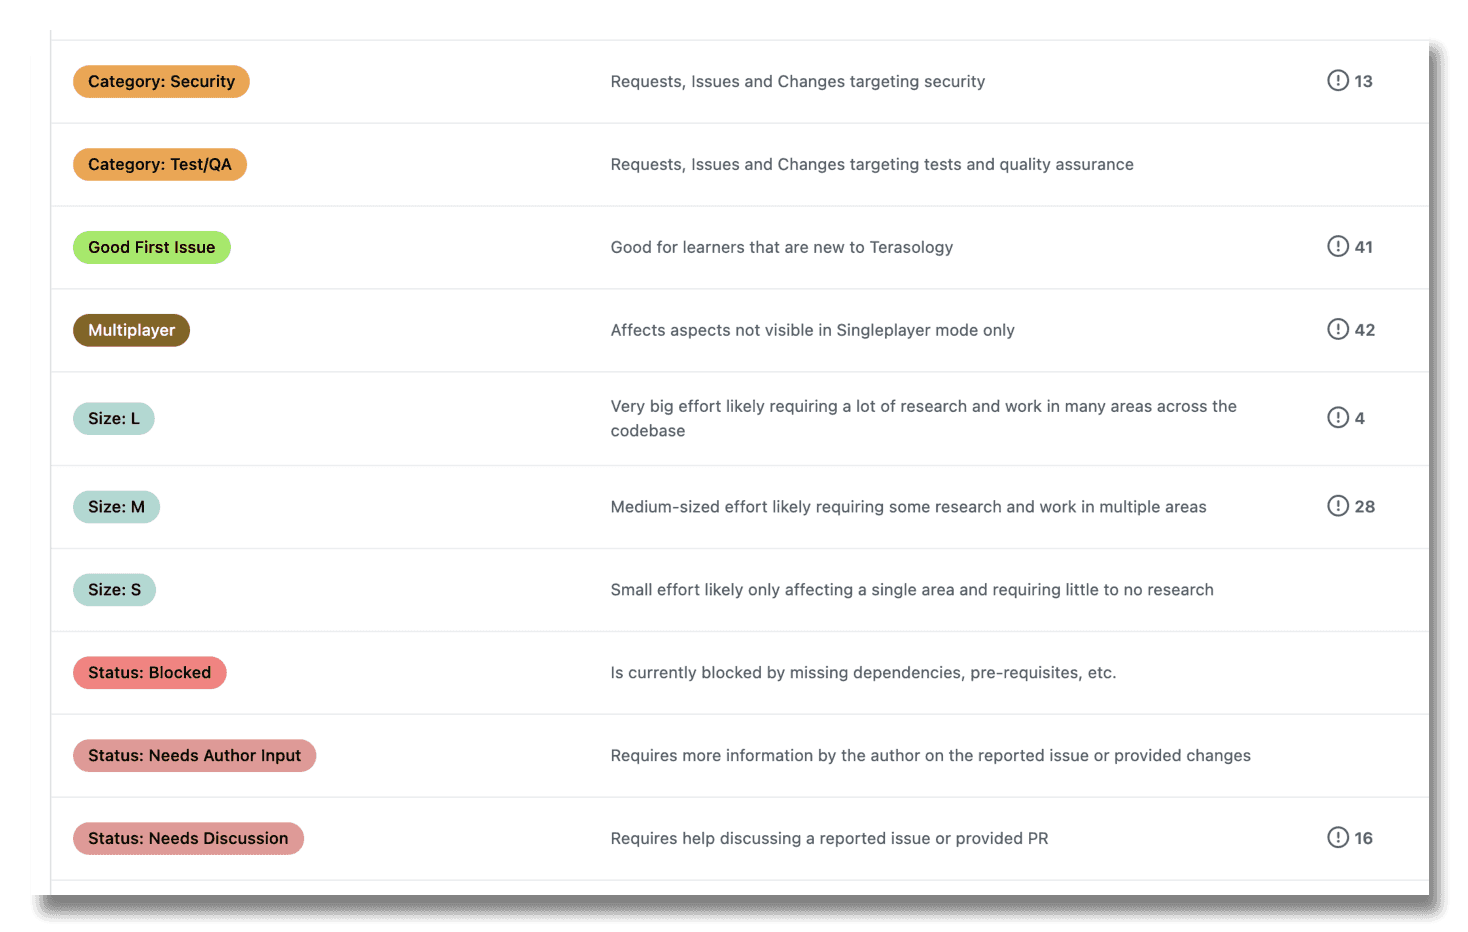 Category: Security
Requests, Issues and Changes targeting security
13
Category: Test/QA
Requests, Issues and Changes targeting tests and quality assurance
Good First Issue
Good for learners that are new to Terasology
41
Multiplayer
Affects aspects not visible in Singleplayer mode only
42
Size: L
Very big effort likely requiring a lot of research and work in many areas across the
codebase
4
Size: M
Medium-sized effort likely requiring some research and work in multiple areas
28
Size: S
Small effort likely only affecting a single area and requiring little to no research
Status: Blocked
Is currently blocked by missing dependencies, pre-requisites, etc.
Status: Needs Author Input
Requires more information by the author on the reported issue or provided changes
Status: Needs Discussion
Requires help discussing a reported issue or provided PR
16